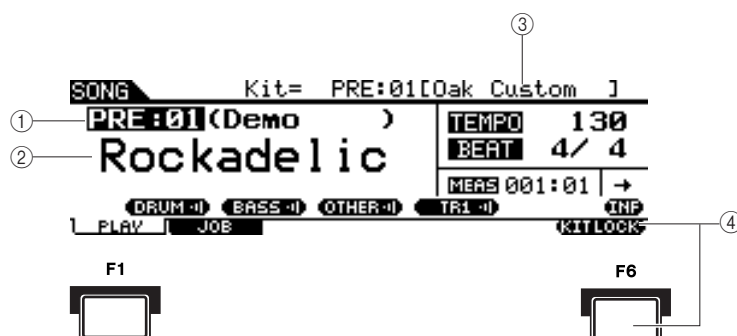 ③
SONG Kit= PRE:01[Oak Custom ]
① PRE:01 (Demo ) TEMPO 130
② Rockadelic BEAT 4/ 4
MEAS 001:01 →
DRUM BASS OTHER TR1 INF
PLAY JOB KITLOCK ④
F1 F6